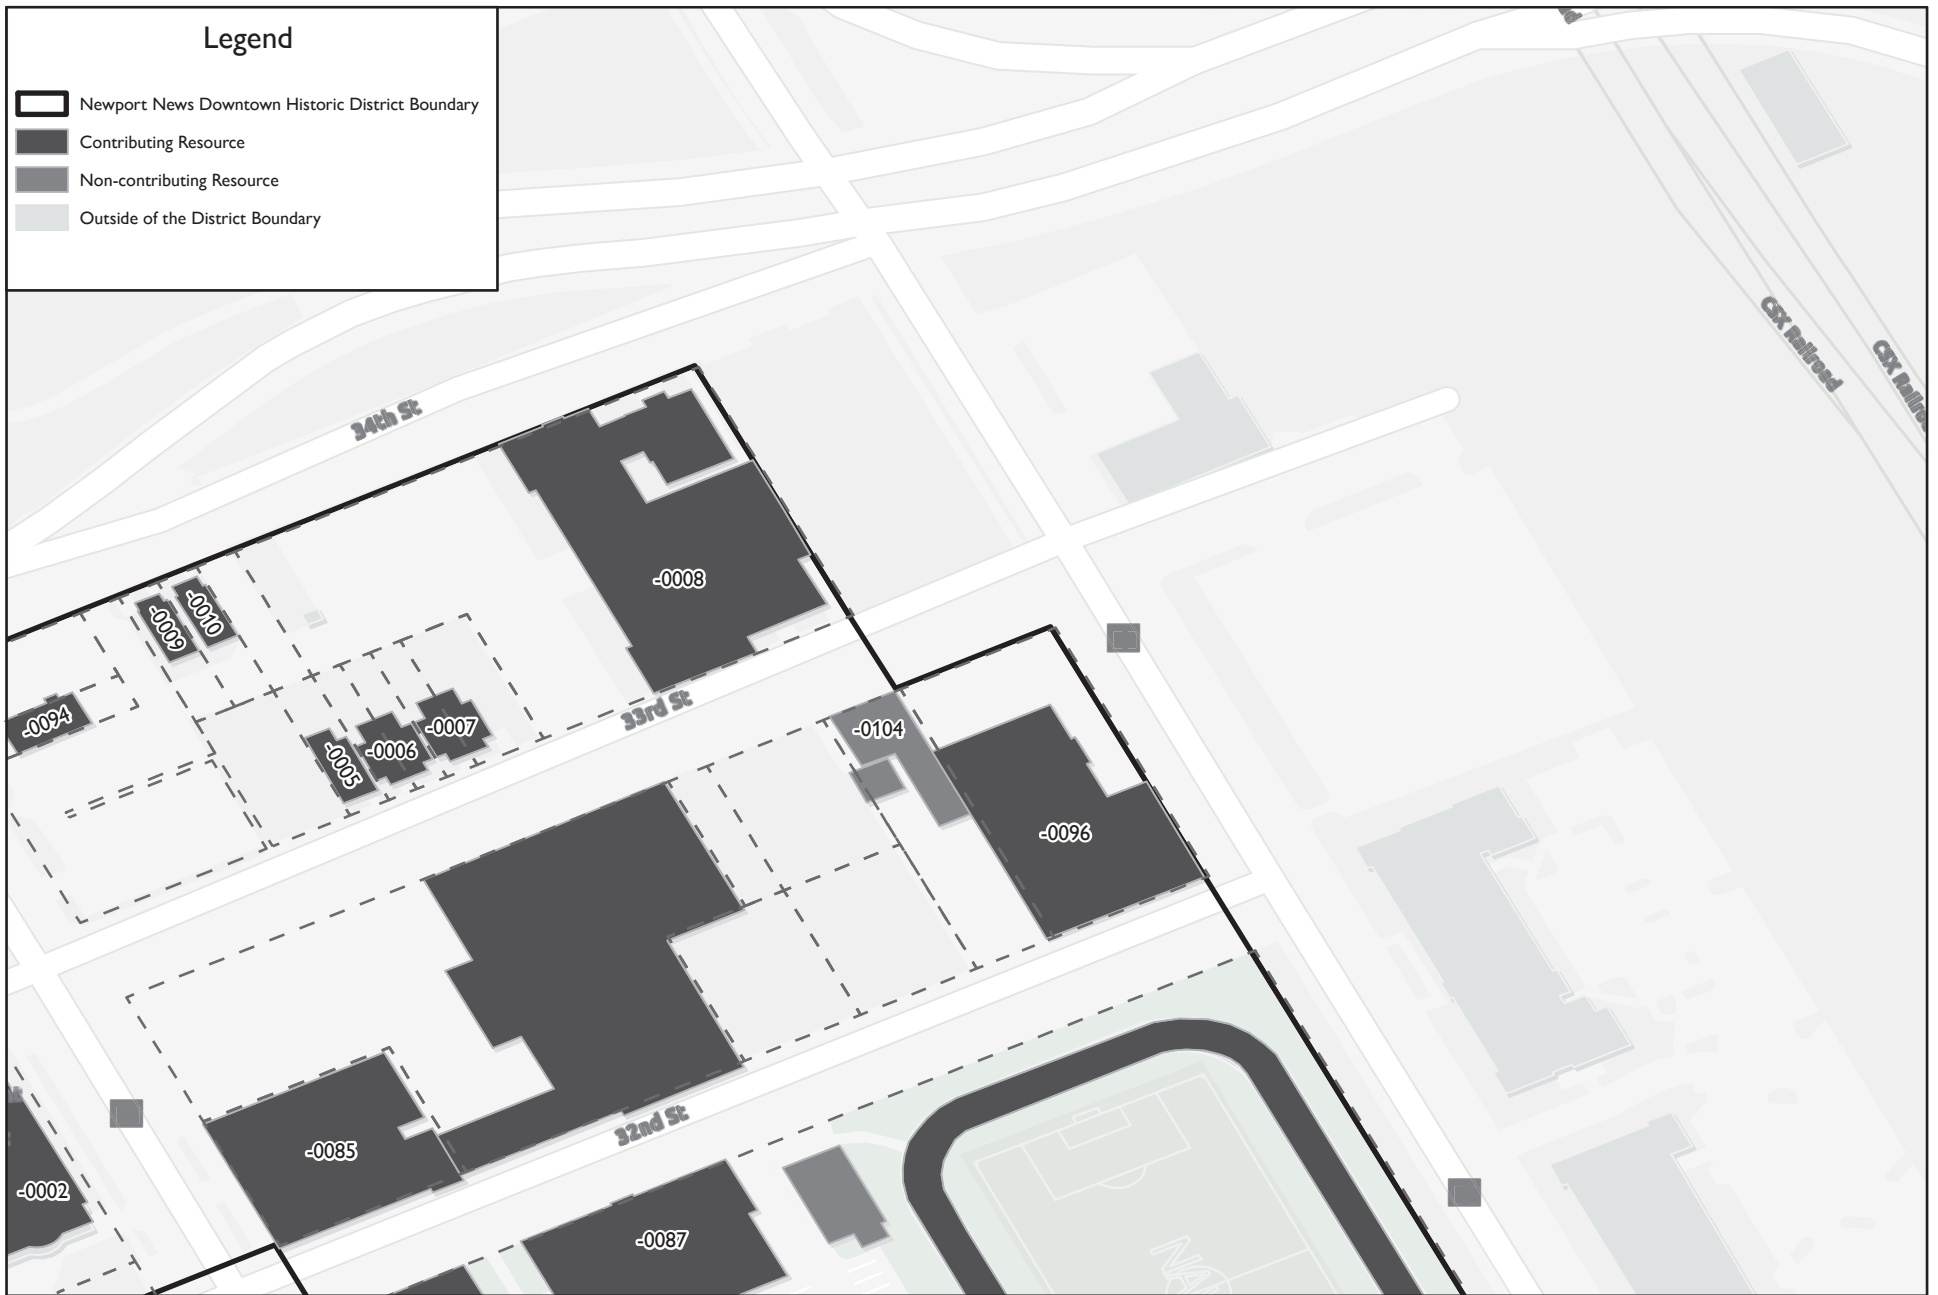 Legend
Newport News Downtown Historic District Boundary
Contributing Resource
Non-contributing Resource
Outside of the District Boundary
CSX Railroad
CSX
34th St
-0008
-0009
-0010
-0094
-0005
-0006
-0007
33rd St
-0104
-0096
-0085
32nd St
-0002
-0087